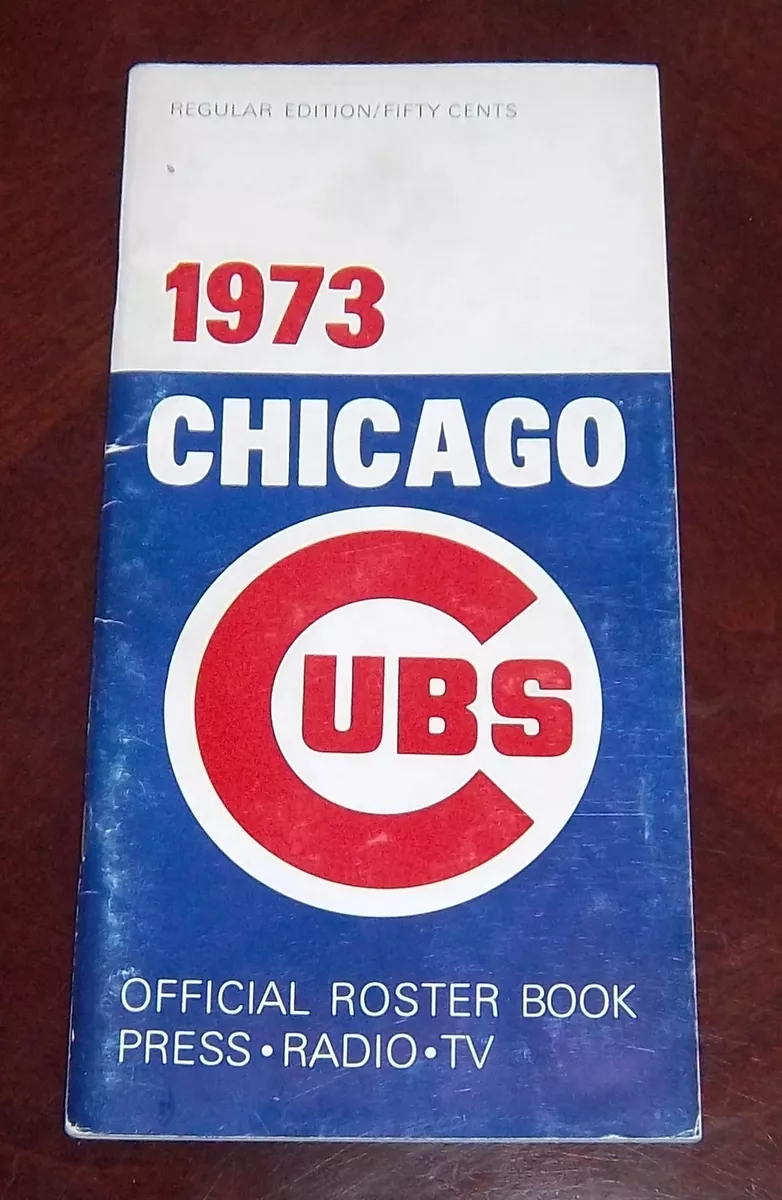 REGULAR EDITION/FIFTY CENTS
1973
CHICAGO
CUBS
OFFICIAL ROSTER BOOK
PRESS•RADIO•TV